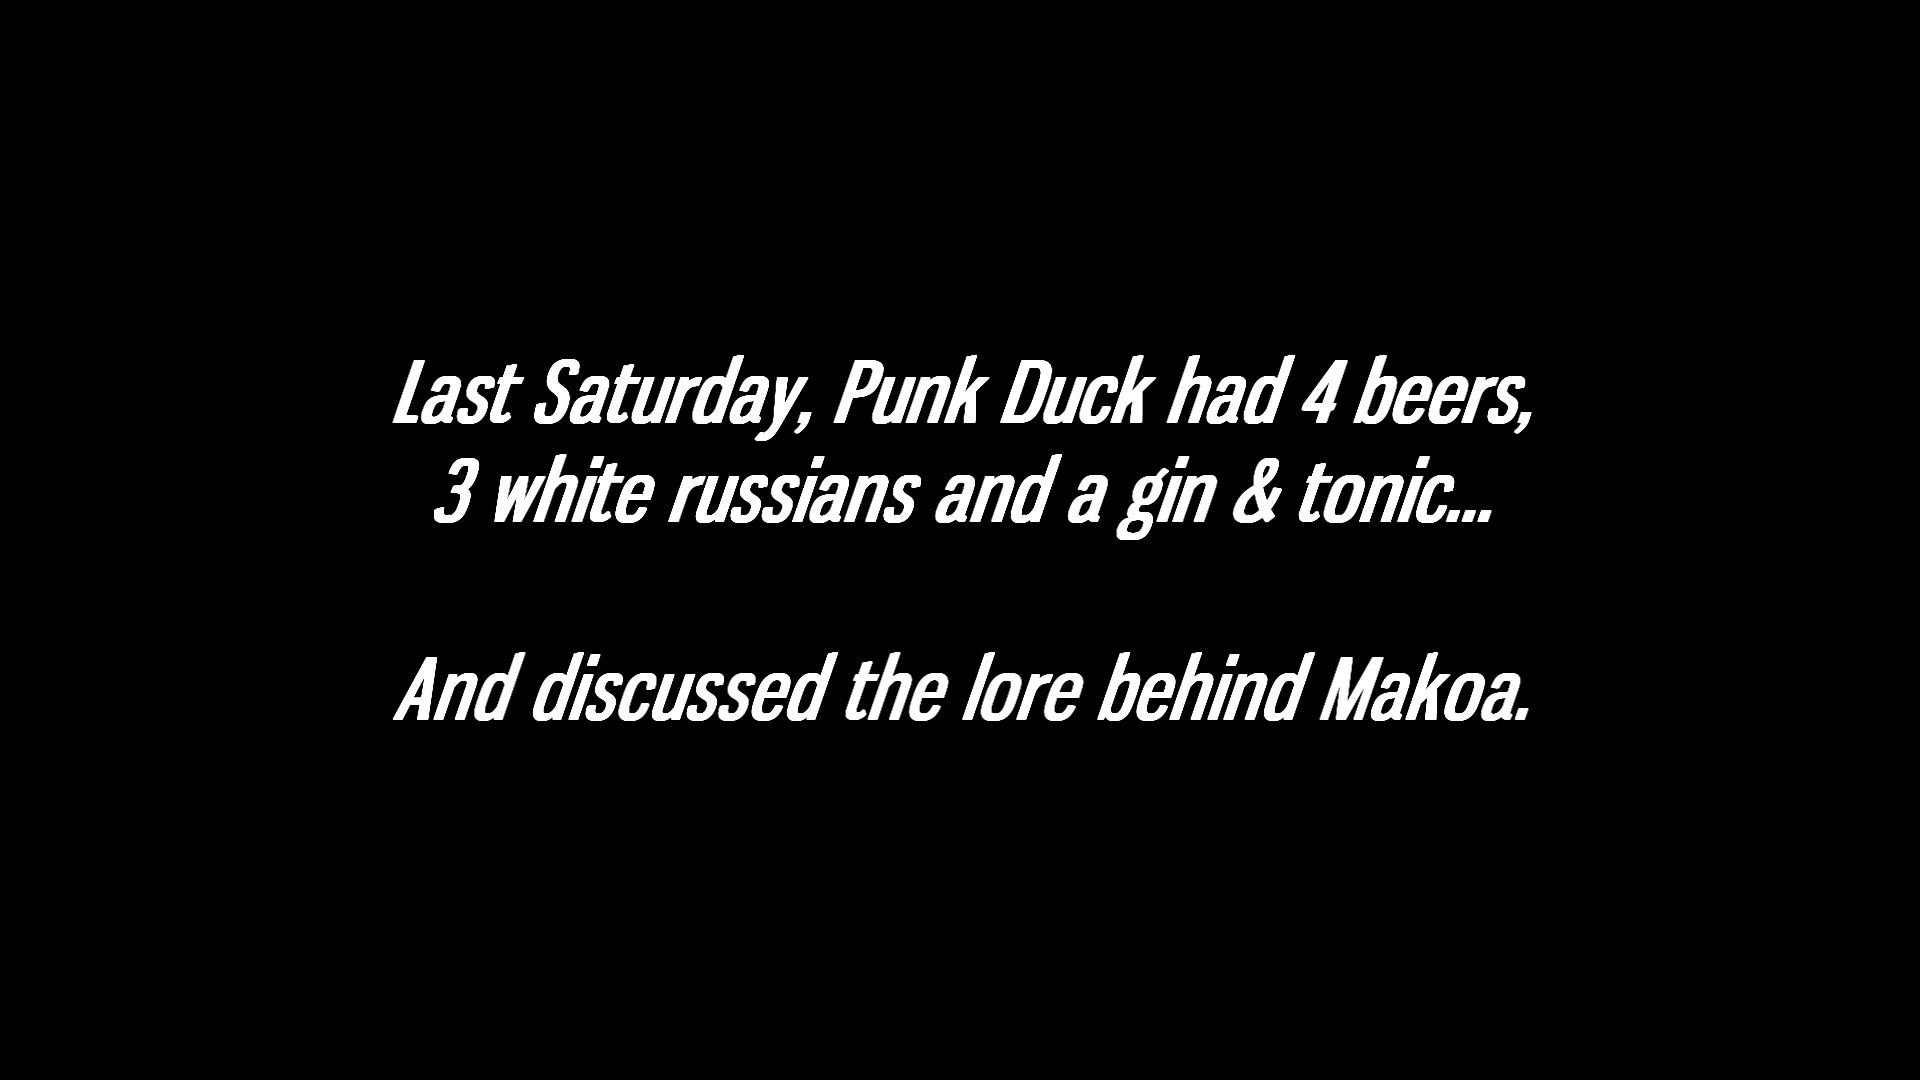 Last Saturday, Punk Duck had 4 beers,
3 white russians and a gin & tonic...
And discussed the lore behind Makoa.